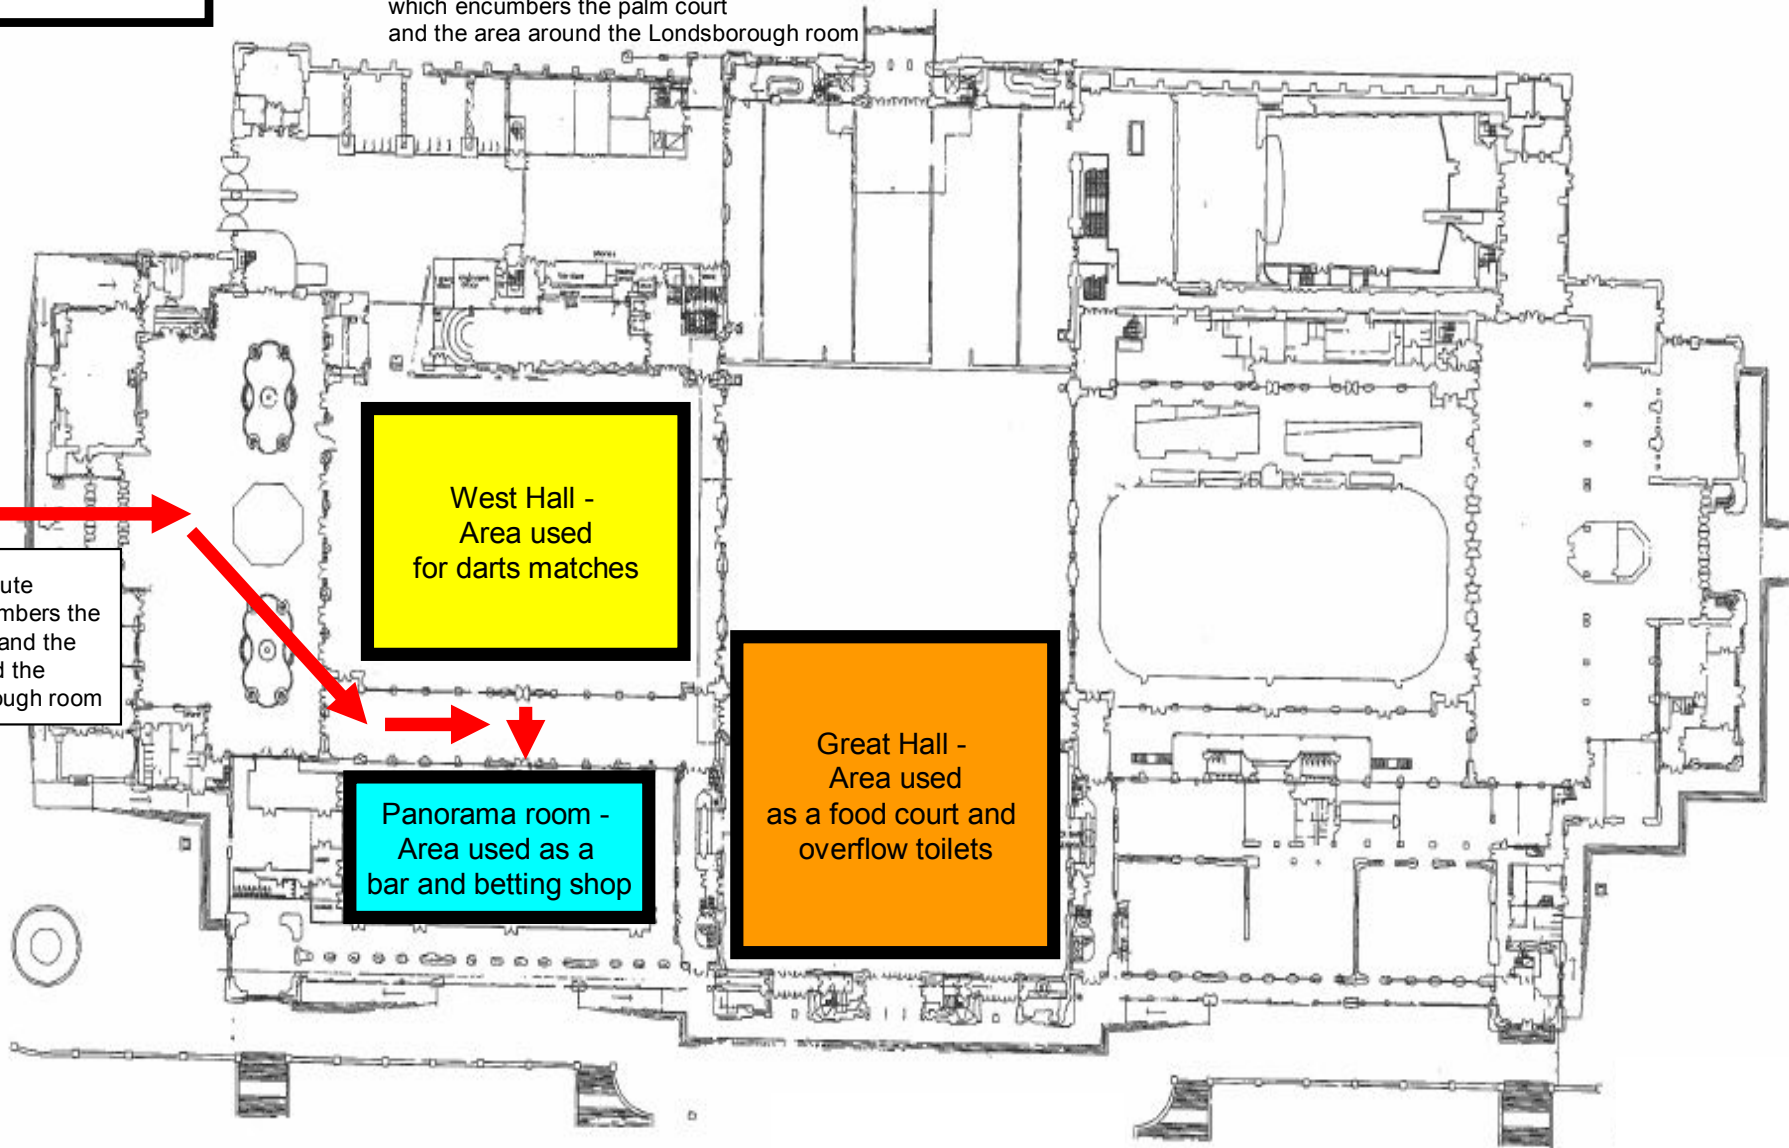 which encumbers the palm court
and the area around the Londsborough room
West Hall -
Area used
for darts matches
ute
mbers the
and the
d the
ough room
Great Hall -
Area used
as a food court and
overflow toilets
Panorama room -
Area used as a
bar and betting shop